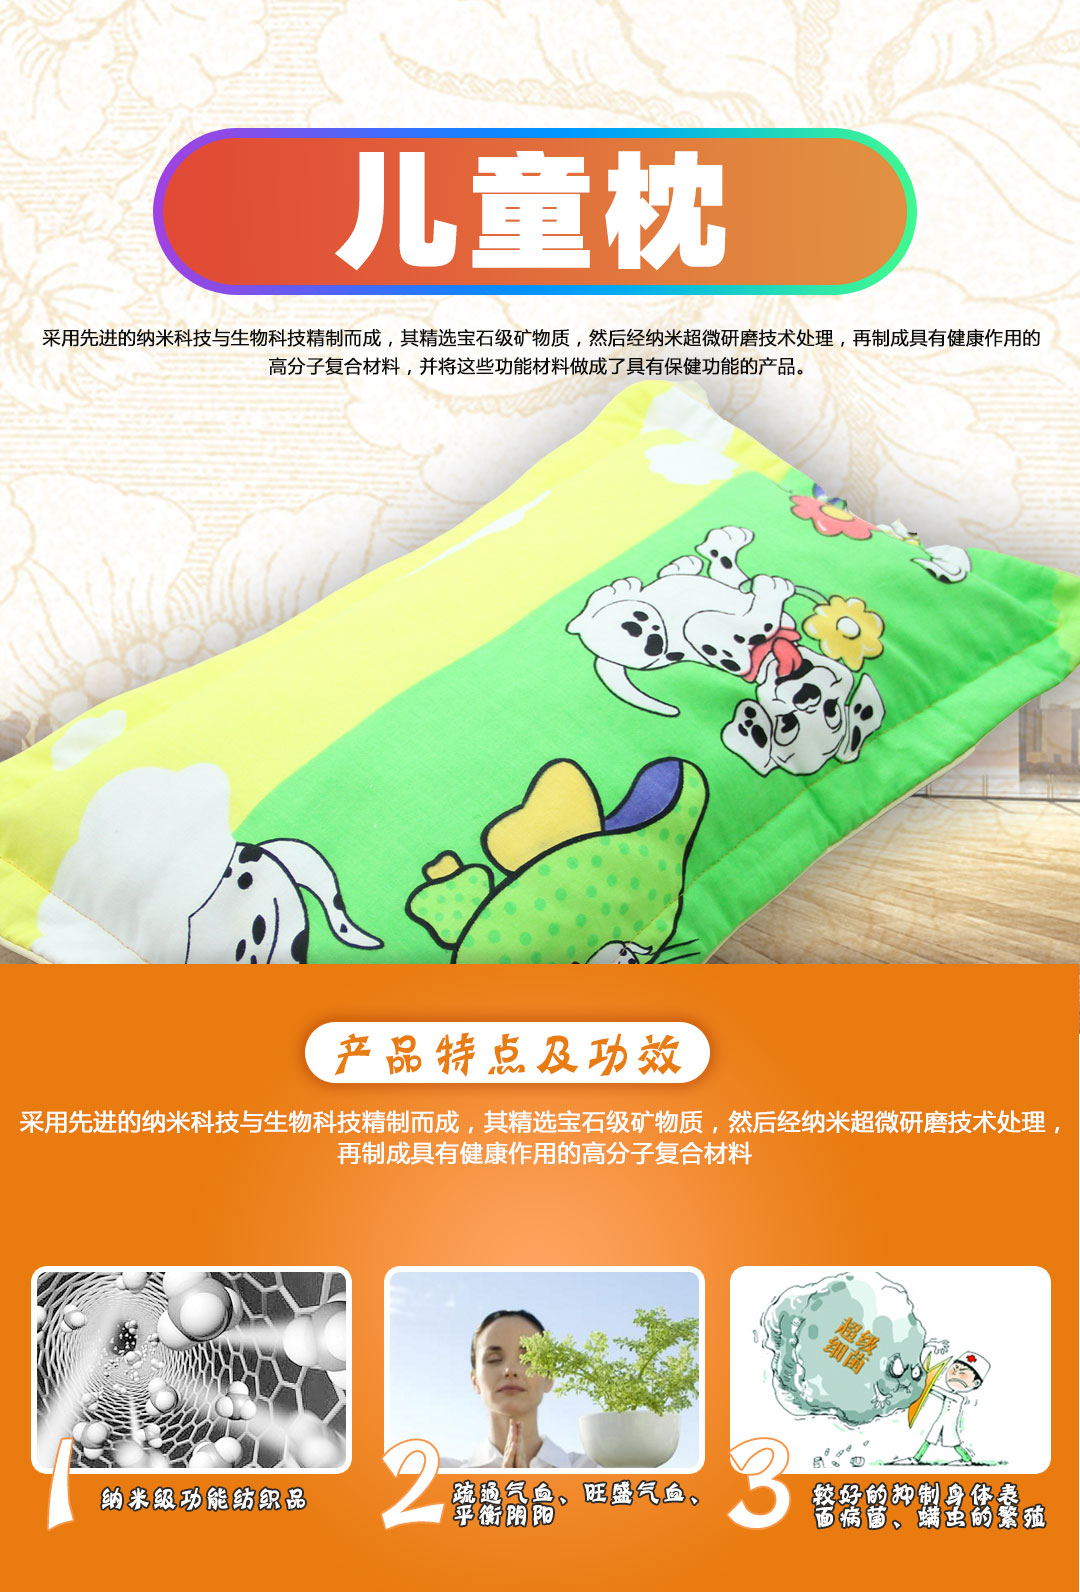 儿童枕
采用先进的纳米科技与生物科技精制而成，其精选宝石级矿物质，然后经纳米超微研磨技术处理，再制成具有健康作用的
高分子复合材料，并将这些功能材料做成了具有保健功能的产品。
产品特点及功效
采用先进的纳米科技与生物科技精制而成，其精选宝石级矿物质，然后经纳米超微研磨技术处理，
再制成具有健康作用的高分子复合材料
超级
细菌
1 纳米级功能纺织品
2 疏通气血、旺盛气血、
平衡阴阳
3 较好的抑制身体表
面病菌、螨虫的繁殖